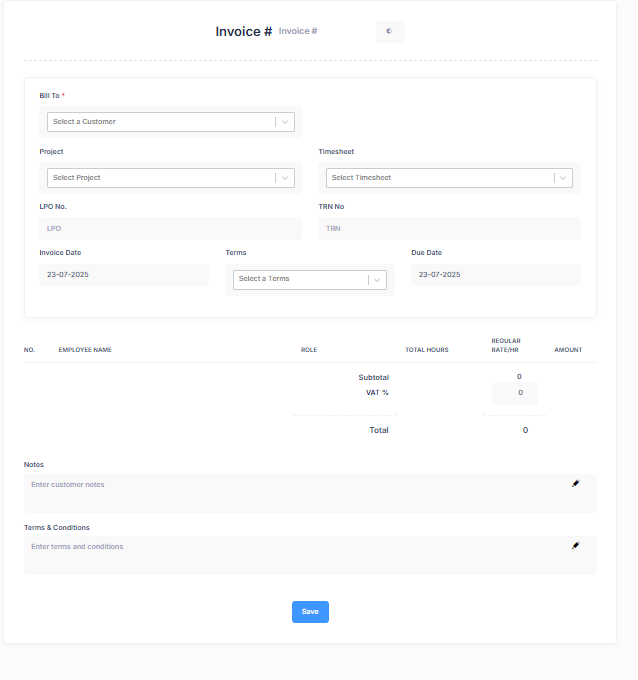 Invoice # Invoice #
Bill To *
Select a Customer
Project Timesheet
Select Project Select Timesheet
LPO No. TRN No
LPO TRN
Invoice Date Terms Due Date
23-07-2025 Select a Terms 23-07-2025
NO. EMPLOYEE NAME ROLE TOTAL HOURS REGULAR RATE/HR AMOUNT
Subtotal 0
VAT % 0
Total 0
Notes
Enter customer notes
Terms & Conditions
Enter terms and conditions
Save